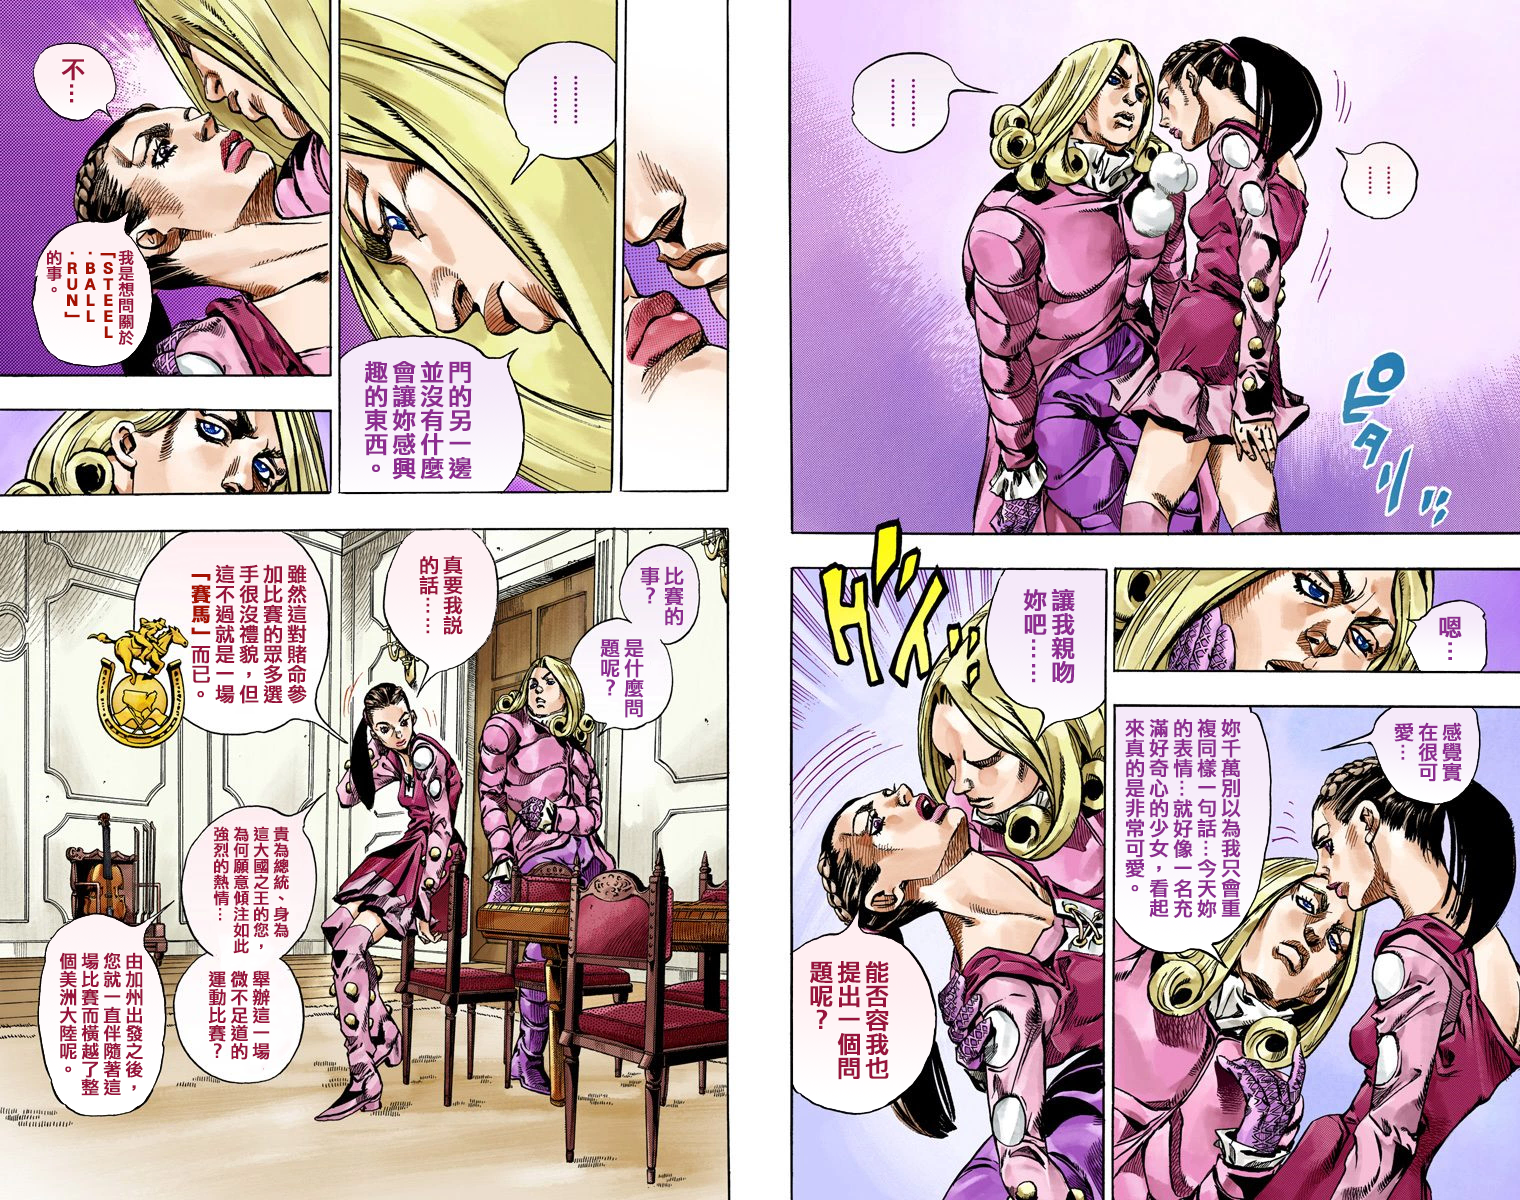 ⋯⋯
⋯⋯
ピタリッ
嗯⋯
感覺實
在很可
愛⋯
妳千萬別以為我只會重
複同樣一句話⋯今天妳
的表情⋯就好像一名充
滿好奇心的少女，看起
來真的是非常可愛。
讓我親吻
妳吧⋯⋯
能否容我也
提出一個問
題呢？
⋯⋯
門的另一邊
並沒有什麼
會讓妳感興
趣的東西。
不⋯
我是想問關於
「STEEL
．BALL
．RUN」
的事。
比賽的
事？
是什麼問
題呢？
真要我說
的話⋯⋯
雖然這對賭命參
加比賽的眾多選
手很沒禮貌，但
這不過就是一場
「賽馬」而已。
貴為總統、身為
這大國之王的您，
為何願意傾注如此
強烈的熱情⋯
舉辦這一場
微不足道的
運動比賽？
由加州出發之後，
您就一直伴隨著這
場比賽而橫越了整
個美洲大陸呢。